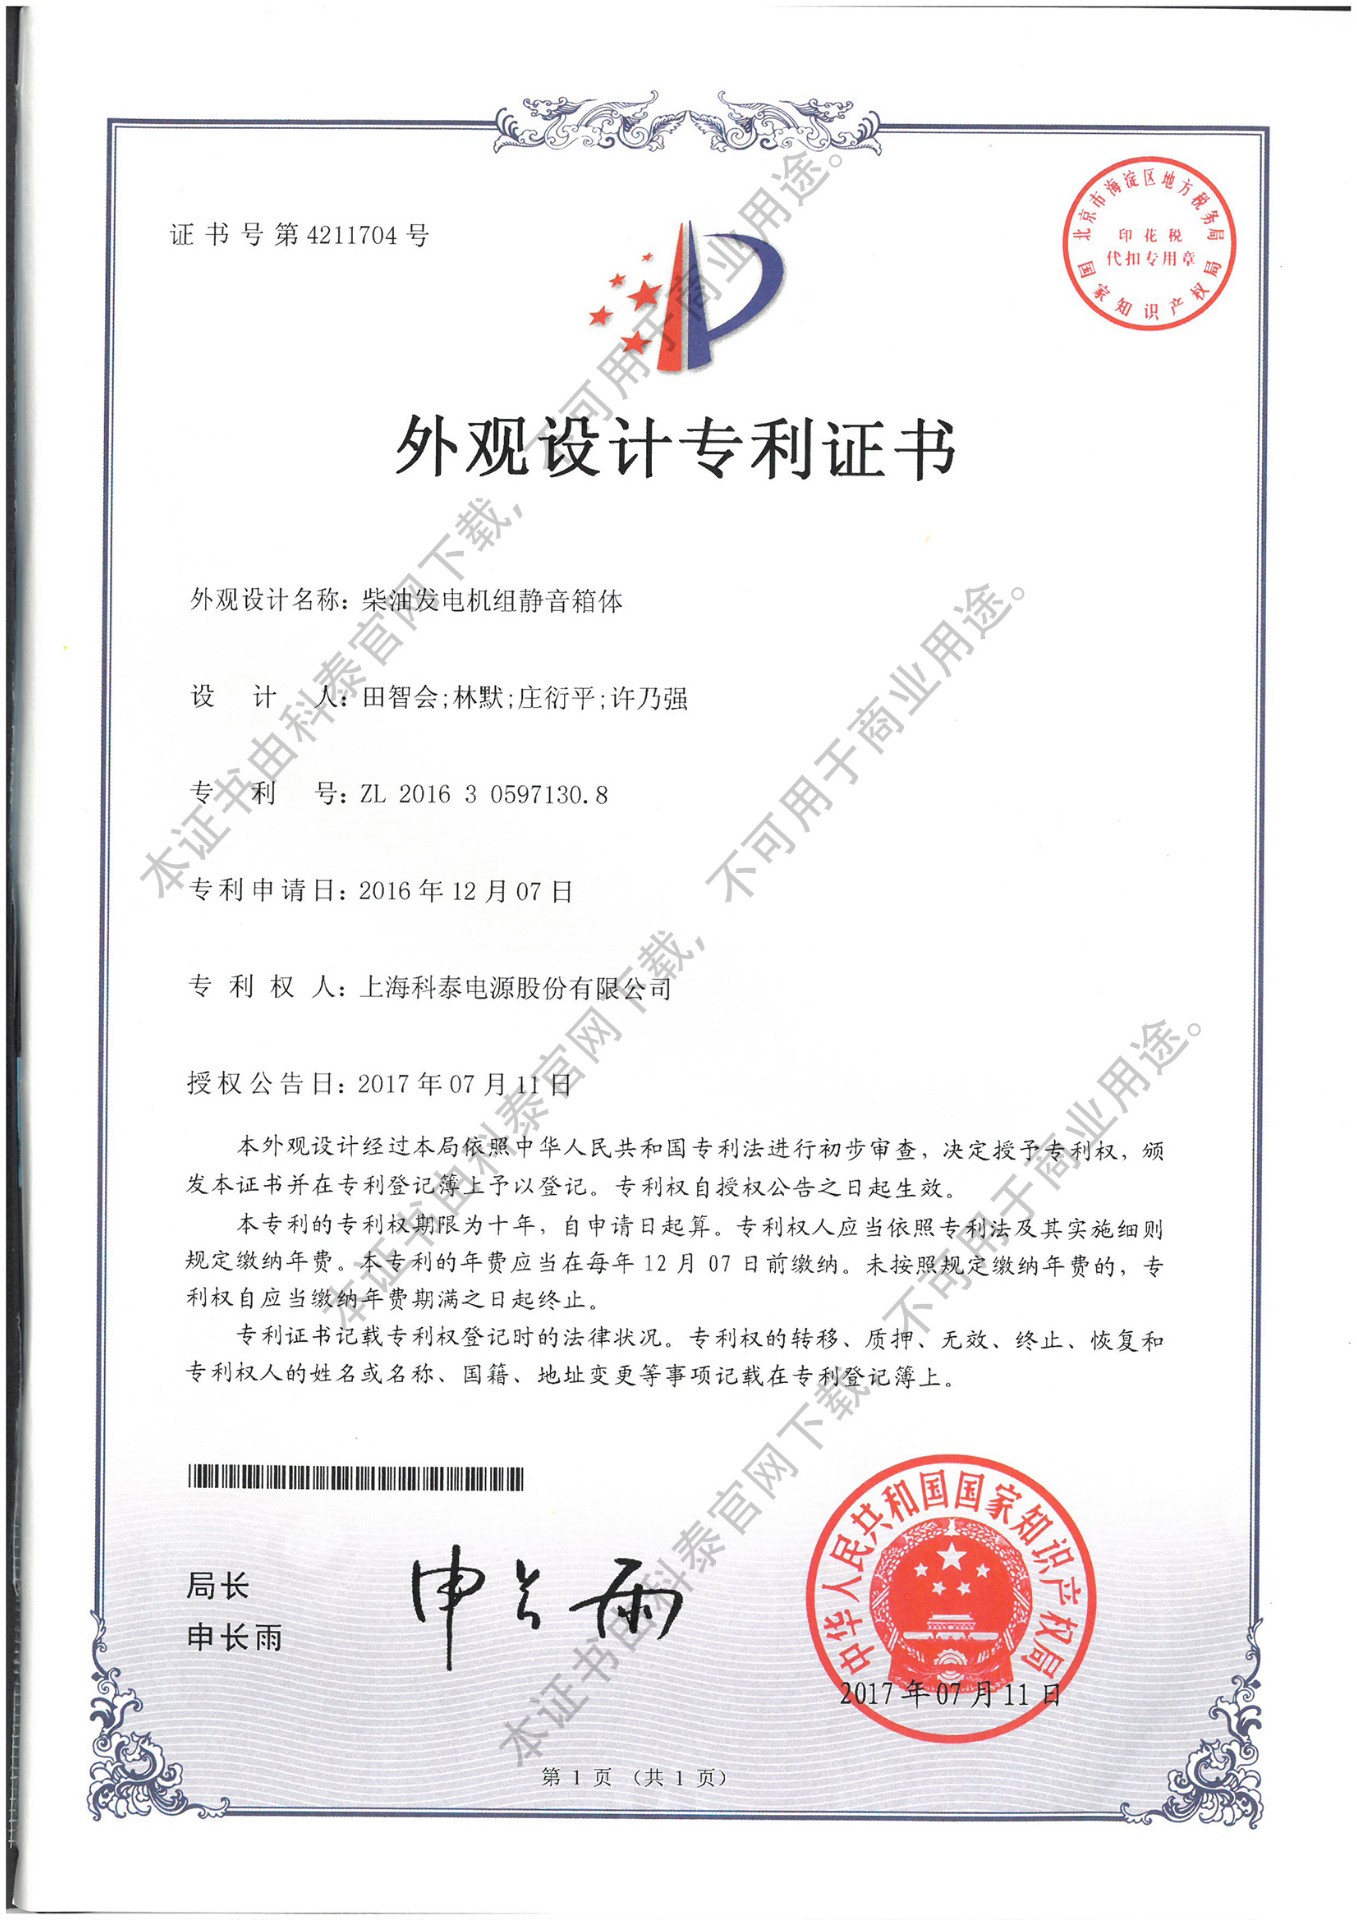 证书号第4211704号
北京市海淀区地方税务局
印花税
代扣专用章
国家知识产权局
外观设计专利证书
外观设计名称：柴油发电机组静音箱体
设计人：田智会;林默;庄衍平;许乃强
专利号：ZL 2016 3 0597130.8
专利申请日：2016年12月07日
专利权人：上海科泰电源股份有限公司
授权公告日：2017年07月11日
本外观设计经过本局依照中华人民共和国专利法进行初步审查，决定授予专利权，颁
发本证书并在专利登记簿上予以登记。专利权自授权公告之日起生效。
本专利的专利权期限为十年，自申请日起算。专利权人应当依照专利法及其实施细则
规定缴纳年费。本专利的年费应当在每年12月07日前缴纳。未按照规定缴纳年费的，专
利权自应当缴纳年费期满之日起终止。
专利证书记载专利权登记时的法律状况。专利权的转移、质押、无效、终止、恢复和
专利权人的姓名或名称、国籍、地址变更等事项记载在专利登记簿上。
局长
申长雨
申长雨
中华人民共和国国家知识产权局
2017年07月11日
第1页（共1页）
本证书由科泰官网下载，不可用于商业用途。
本证书由科泰官网下载，不可用于商业用途。
本证书由科泰官网下载，不可用于商业用途。